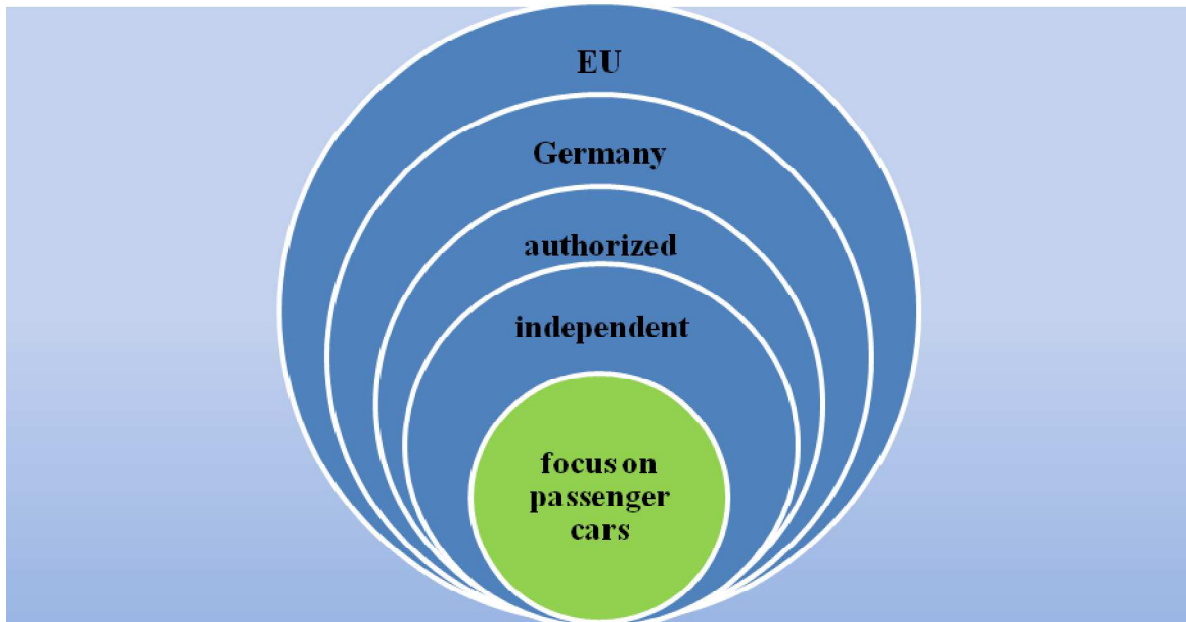 EU
Germany
authorized
independent
focus on
passenger
cars